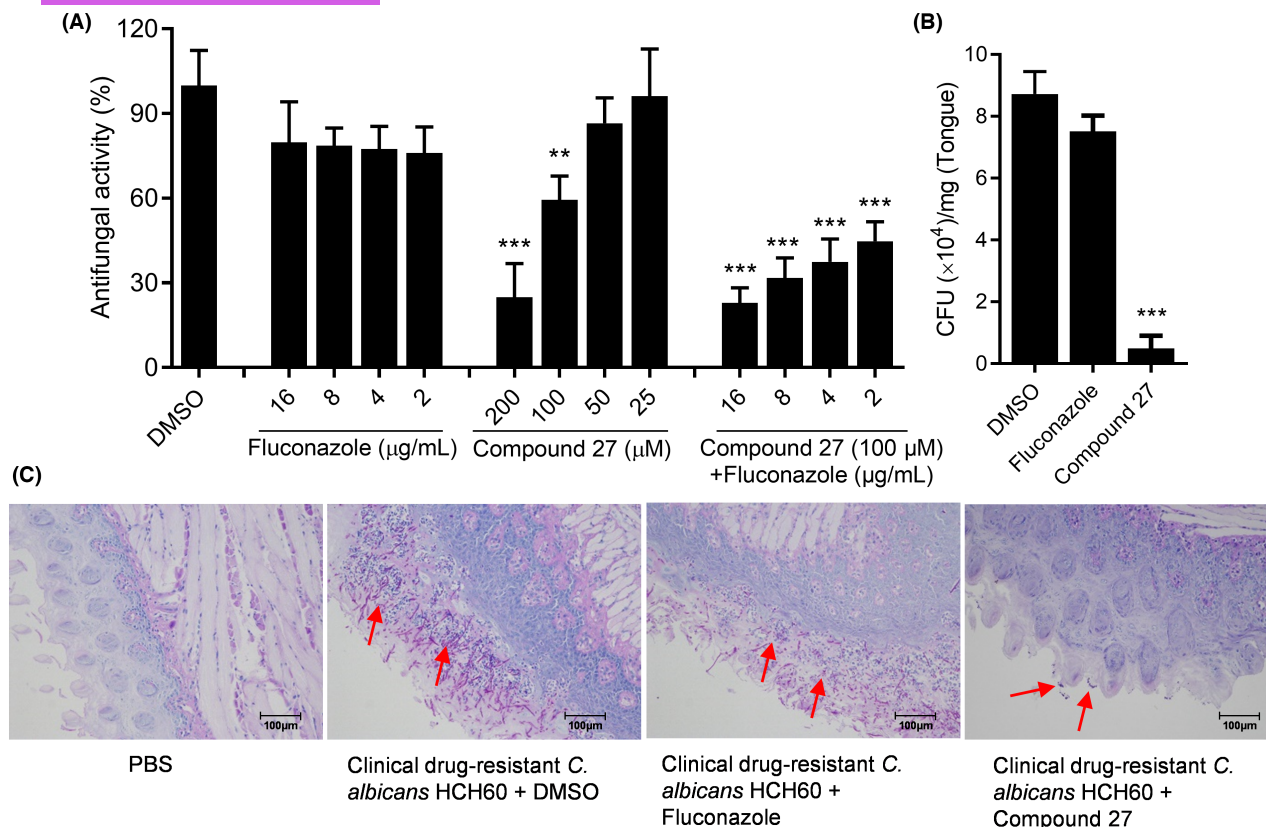 (A)
Antifungal activity (%)
120
90
60
30
0
***
**
***
***
***
***
DMSO
16
8
4
2
200
100
50
25
16
8
4
2
Fluconazole (μg/mL)
Compound 27 (μM)
Compound 27 (100 μM)
+Fluconazole (μg/mL)
(B)
CFU (×10⁴)/mg (Tongue)
10
8
6
4
2
0
***
DMSO
Fluconazole
Compound 27
(C)
100μm
100μm
100μm
100μm
PBS
Clinical drug-resistant C.
albicans HCH60 + DMSO
Clinical drug-resistant C.
albicans HCH60 +
Fluconazole
Clinical drug-resistant C.
albicans HCH60 +
Compound 27